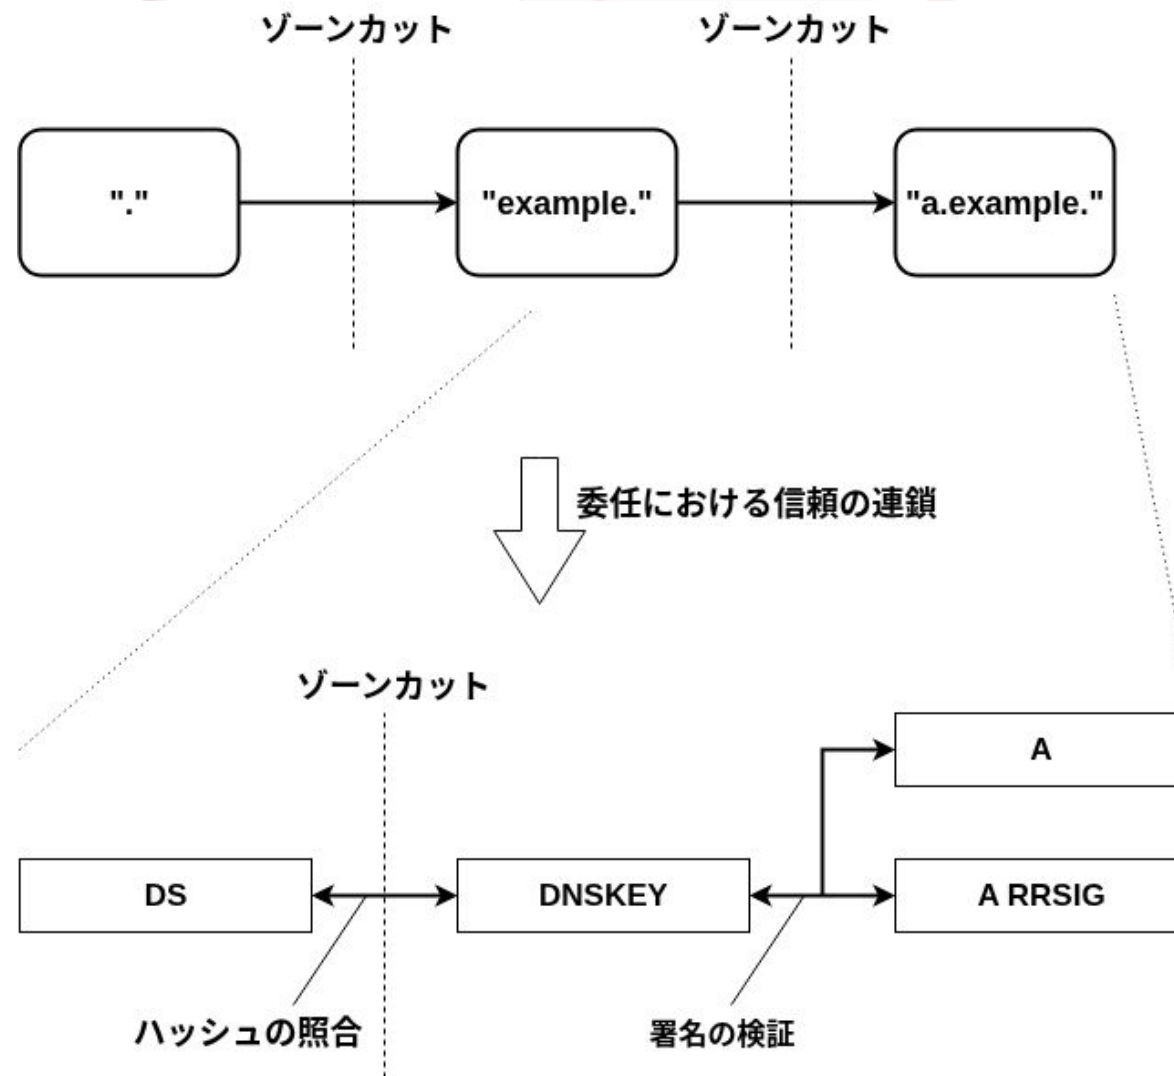 ゾーンカット
ゾーンカット
"."
"example."
"a.example."
委任における信頼の連鎖
ゾーンカット
A
DS
DNSKEY
A RRSIG
ハッシュの照合
署名の検証